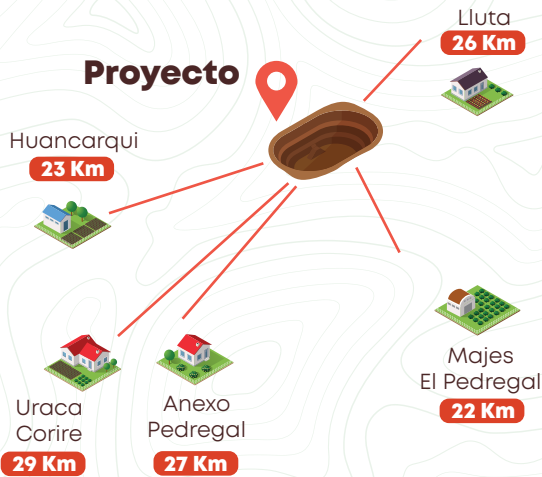 Lluta
26 Km
Proyecto
Huancarqui
23 Km
Majes
El Pedregal
22 Km
Uraca
Corire
29 Km
Anexo
Pedregal
27 Km